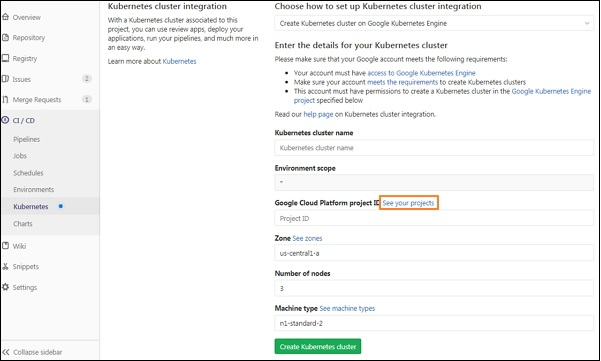 Overview
Repository
Registry
Issues 2
Merge Requests 1
CI / CD
Pipelines
Jobs
Schedules
Environments
Kubernetes
Charts
Wiki
Snippets
Settings
Collapse sidebar
Kubernetes cluster integration
With a Kubernetes cluster associated to this
project, you can use review apps, deploy your
applications, run your pipelines, and much more in
an easy way.
Learn more about Kubernetes
Choose how to set up Kubernetes cluster integration
Create Kubernetes cluster on Google Kubernetes Engine
Enter the details for your Kubernetes cluster
Please make sure that your Google account meets the following requirements:
• Your account must have access to Google Kubernetes Engine
• Make sure your account meets the requirements to create Kubernetes clusters
• This account must have permissions to create a Kubernetes cluster in the Google Kubernetes Engine
project specified below
Read our help page on Kubernetes cluster integration.
Kubernetes cluster name
Kubernetes cluster name
Environment scope
*
Google Cloud Platform project ID See your projects
Project ID
Zone See zones
us-central1-a
Number of nodes
3
Machine type See machine types
n1-standard-2
Create Kubernetes cluster